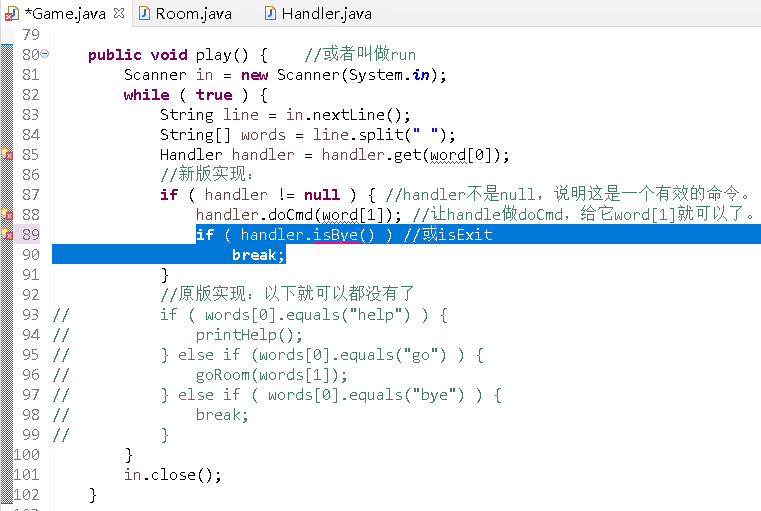 *Game.java Room.java Handler.java
79
80 public void play() { //或者叫做run
81 Scanner in = new Scanner(System.in);
82 while ( true ) {
83 String line = in.nextLine();
84 String[] words = line.split(" ");
85 Handler handler = handler.get(word[0]);
86 //新版实现：
87 if ( handler != null ) { //handler不是null，说明这是一个有效的命令。
88 handler.doCmd(word[1]); //让handle做doCmd，给它word[1]就可以了。
89 if ( handler.isBye() ) //或isExit
90 break;
91 }
92 //原版实现：以下就可以都没有了
93 // if ( words[0].equals("help") ) {
94 // printHelp();
95 // } else if (words[0].equals("go") ) {
96 // goRoom(words[1]);
97 // } else if ( words[0].equals("bye") ) {
98 // break;
99 // }
100 }
101 in.close();
102 }